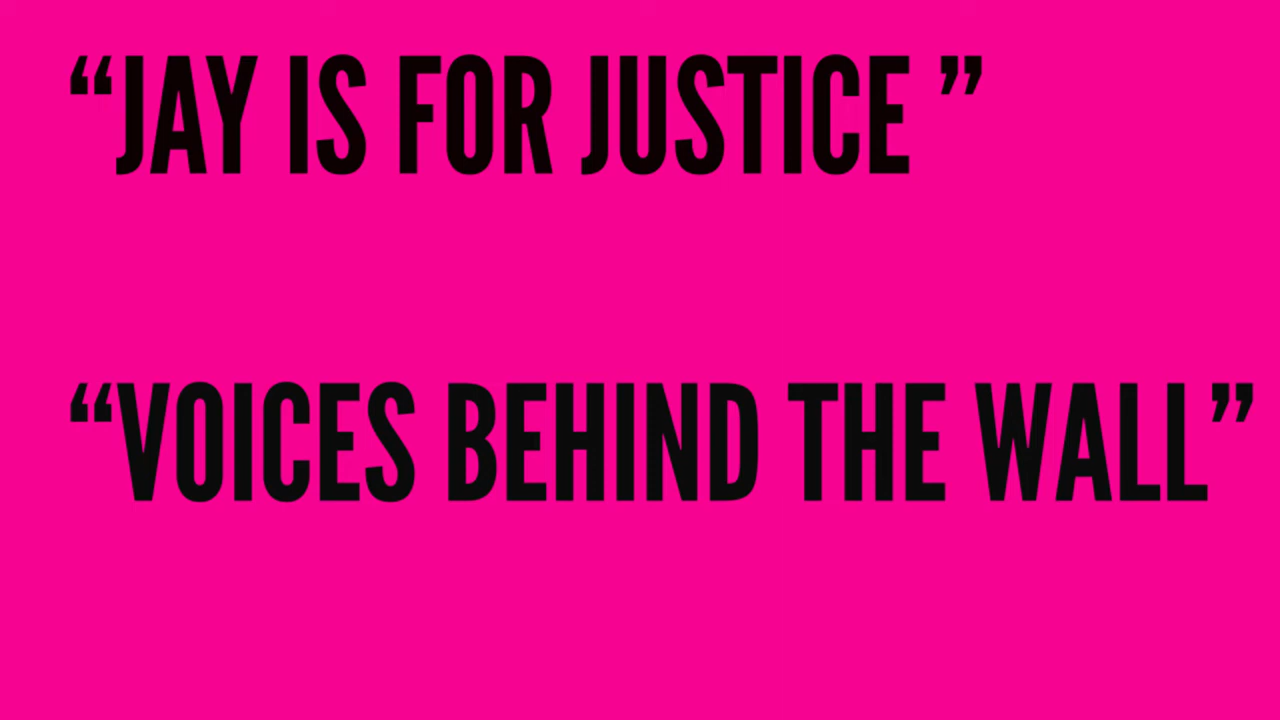 “JAY IS FOR JUSTICE ”
“VOICES BEHIND THE WALL”